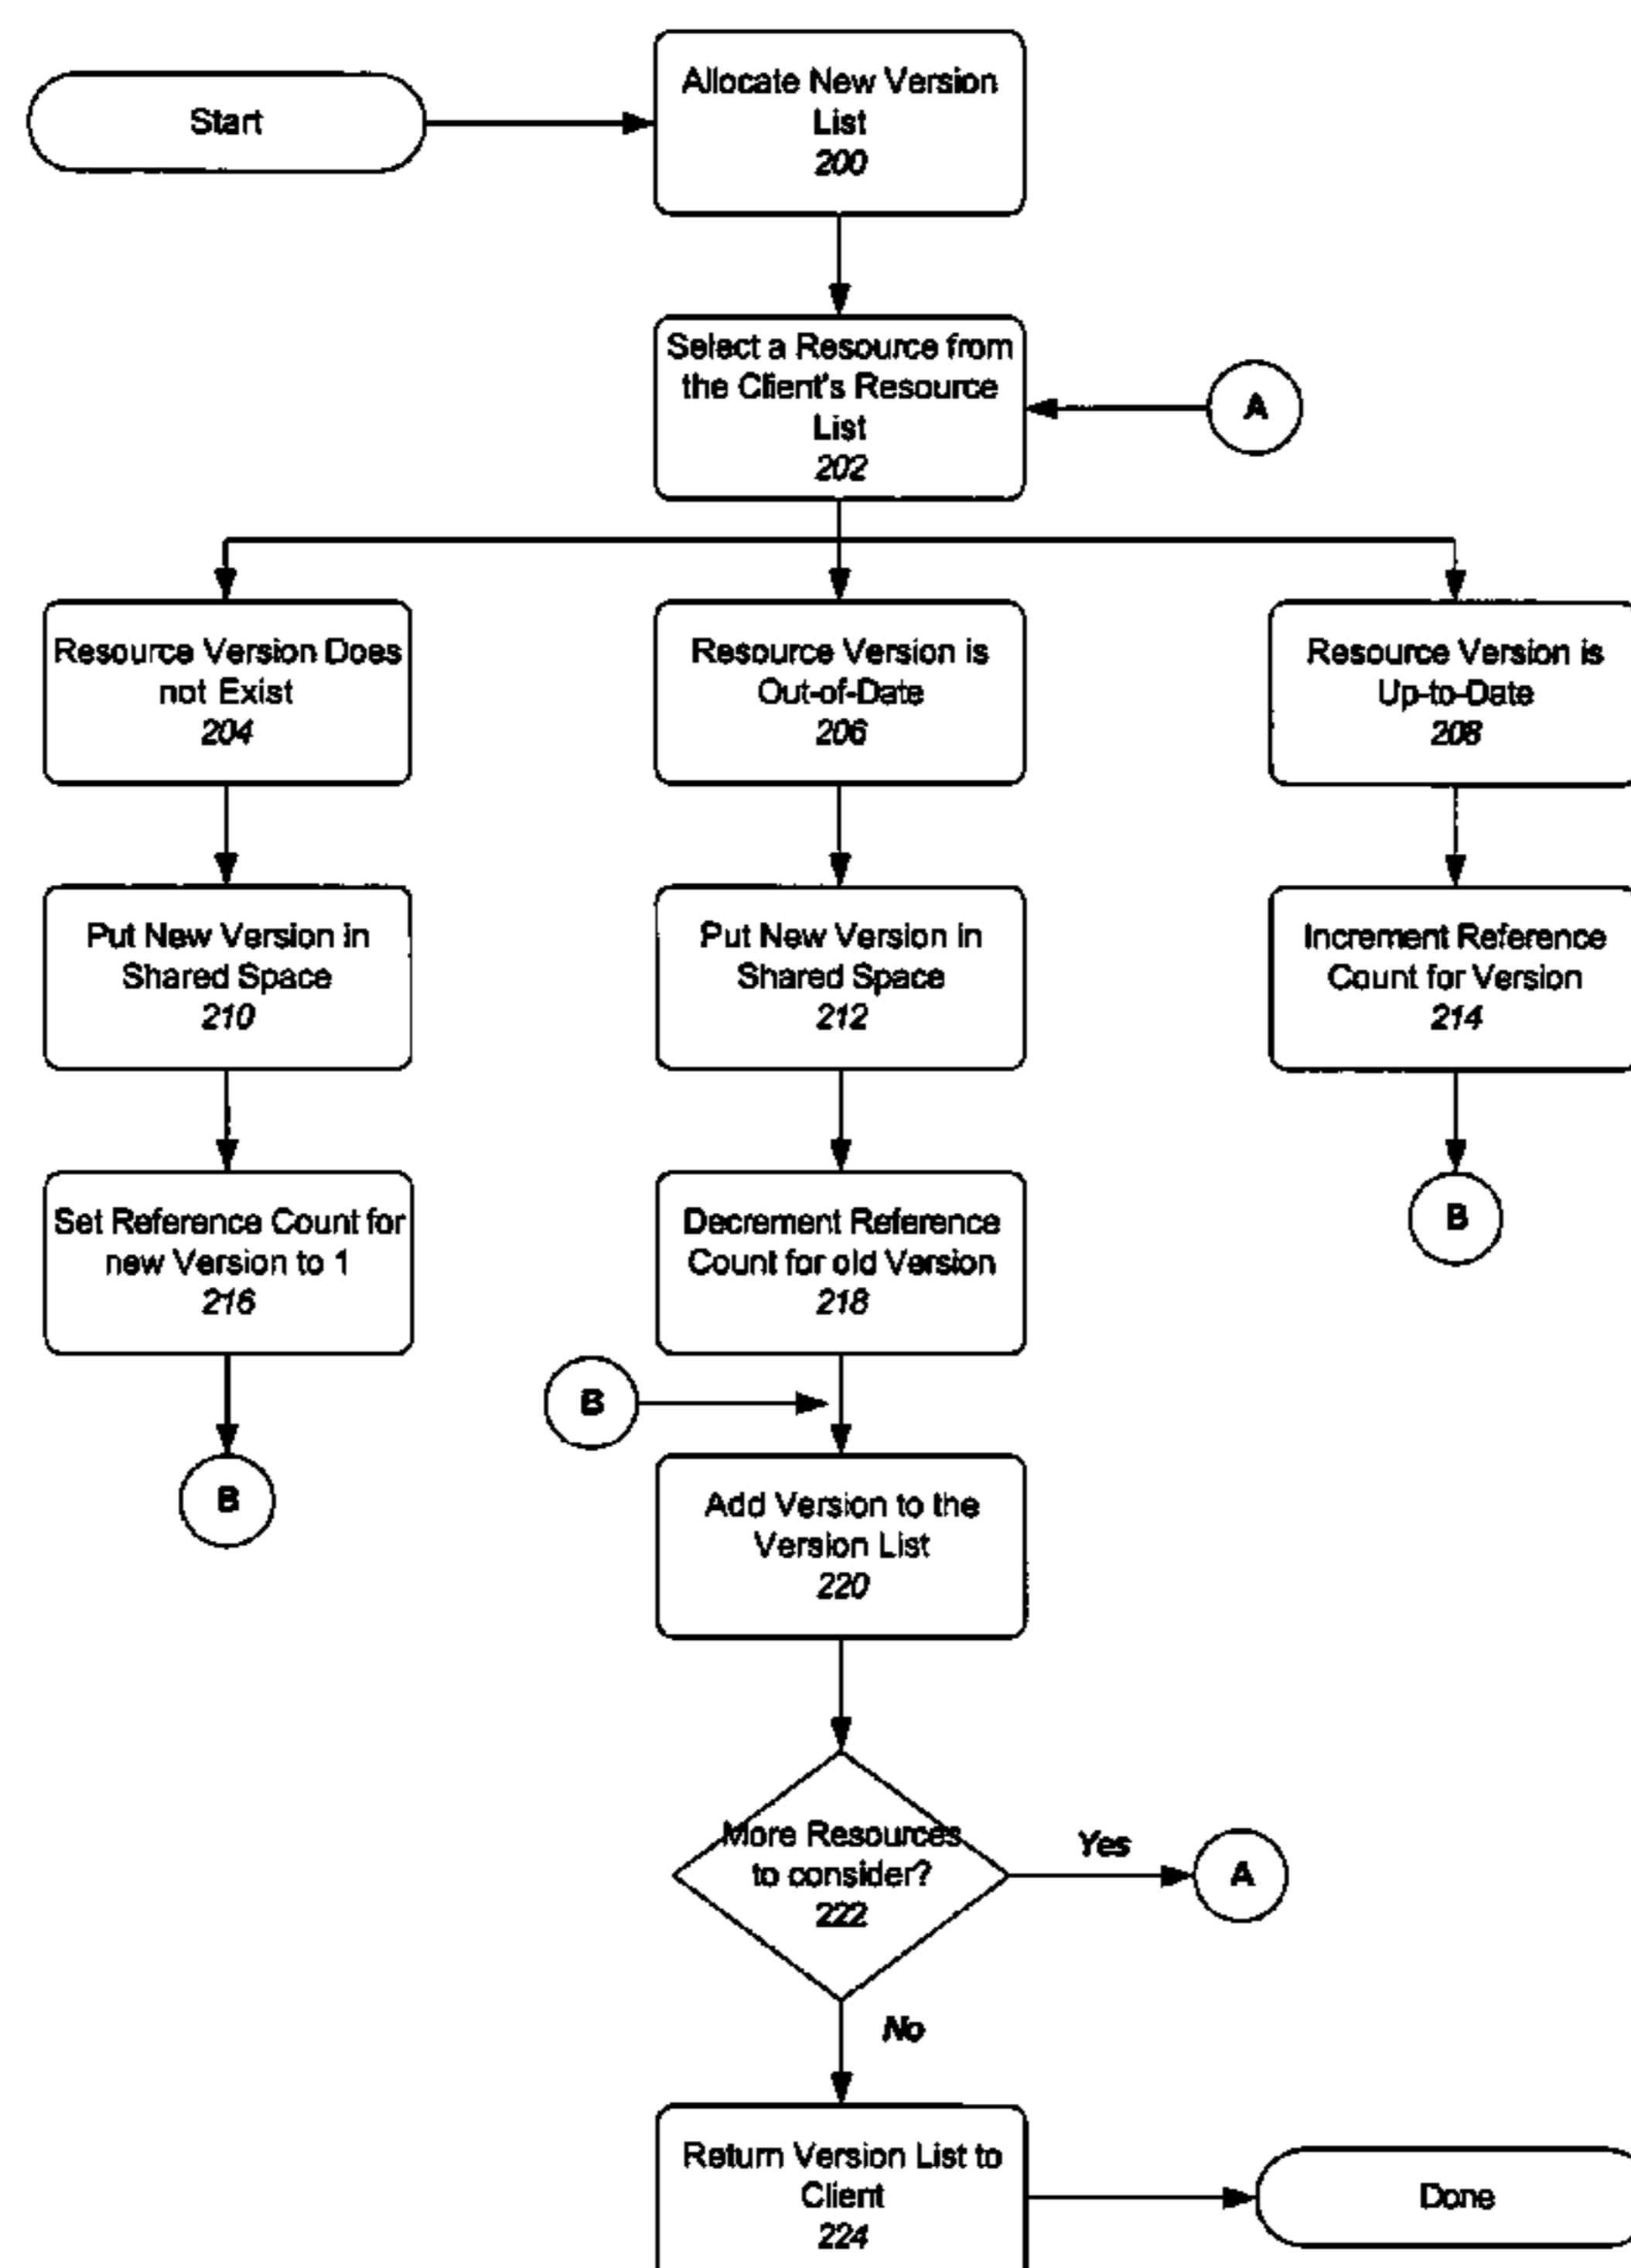 Start
Allocate New Version
List
200
Select a Resource from
the Client's Resource
List
202
A
Resource Version Does
not Exist
204
Resource Version is
Out-of-Date
206
Resource Version is
Up-to-Date
208
Put New Version in
Shared Space
210
Put New Version in
Shared Space
212
Increment Reference
Count for Version
214
Set Reference Count for
new Version to 1
216
Decrement Reference
Count for old Version
218
B
B
B
Add Version to the
Version List
220
More Resources
to consider?
222
Yes
A
No
Return Version List to
Client
224
Done